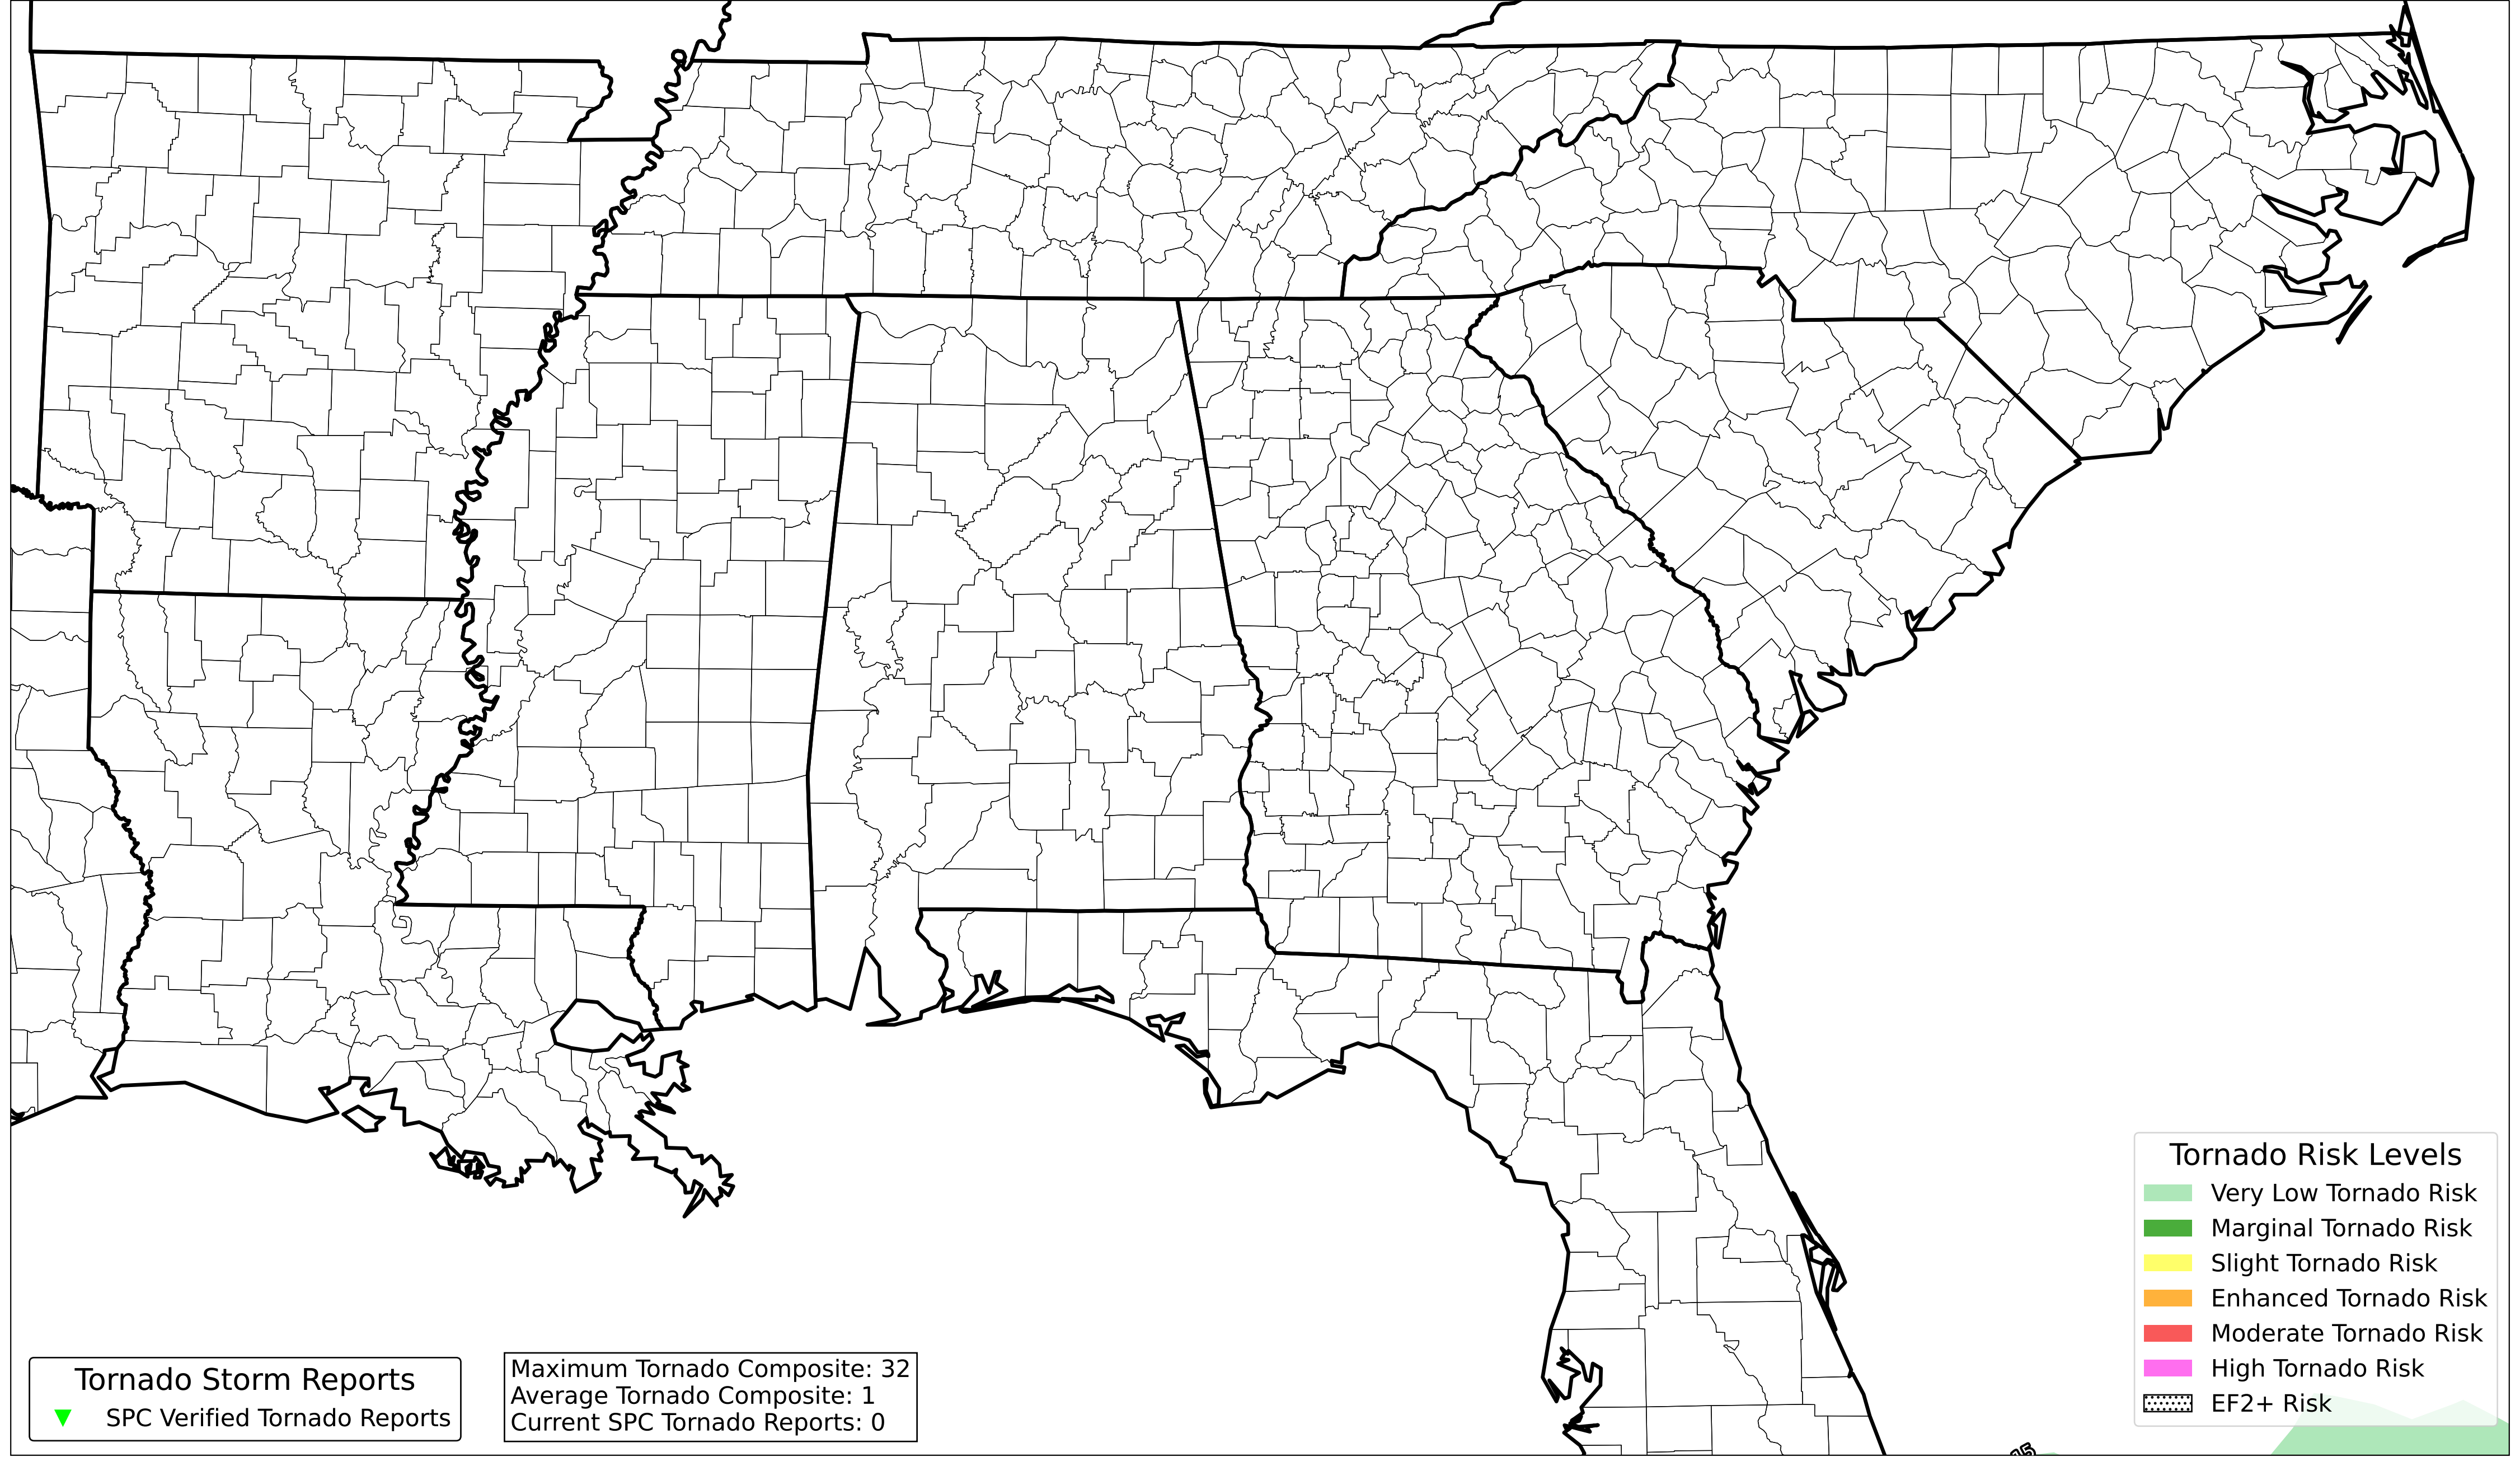 Tornado Risk Levels
Very Low Tornado Risk
Marginal Tornado Risk
Slight Tornado Risk
Enhanced Tornado Risk
Moderate Tornado Risk
High Tornado Risk
EF2+ Risk
Tornado Storm Reports
SPC Verified Tornado Reports
Maximum Tornado Composite: 32
Average Tornado Composite: 1
Current SPC Tornado Reports: 0